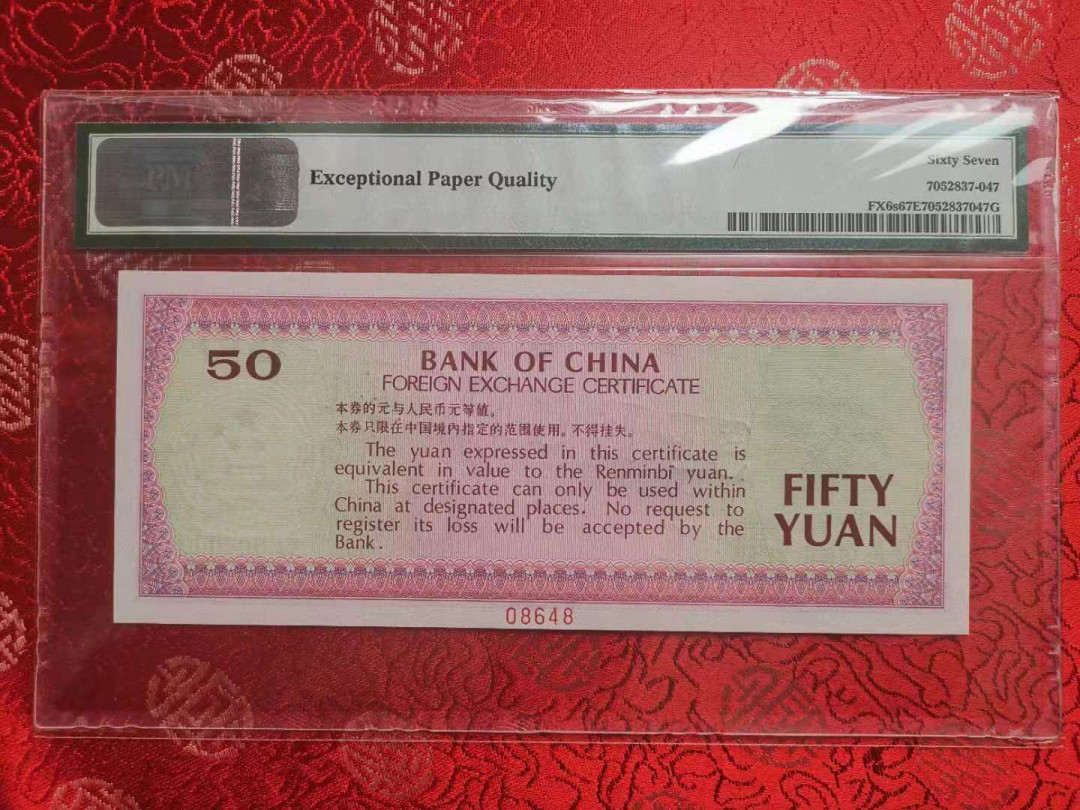 PM
Exceptional Paper Quality
Sixty Seven
7052837-047
FX6s67E7052837047G
50
BANK OF CHINA
FOREIGN EXCHANGE CERTIFICATE
本券的元与人民币元等值。
本券只限在中国境内指定的范围使用。不得挂失。
The yuan expressed in this certificate is
equivalent in value to the Renminbi yuan.
This certificate can only be used within
China at designated places. No request to
register its loss will be accepted by the
Bank.
FIFTY
YUAN
08648